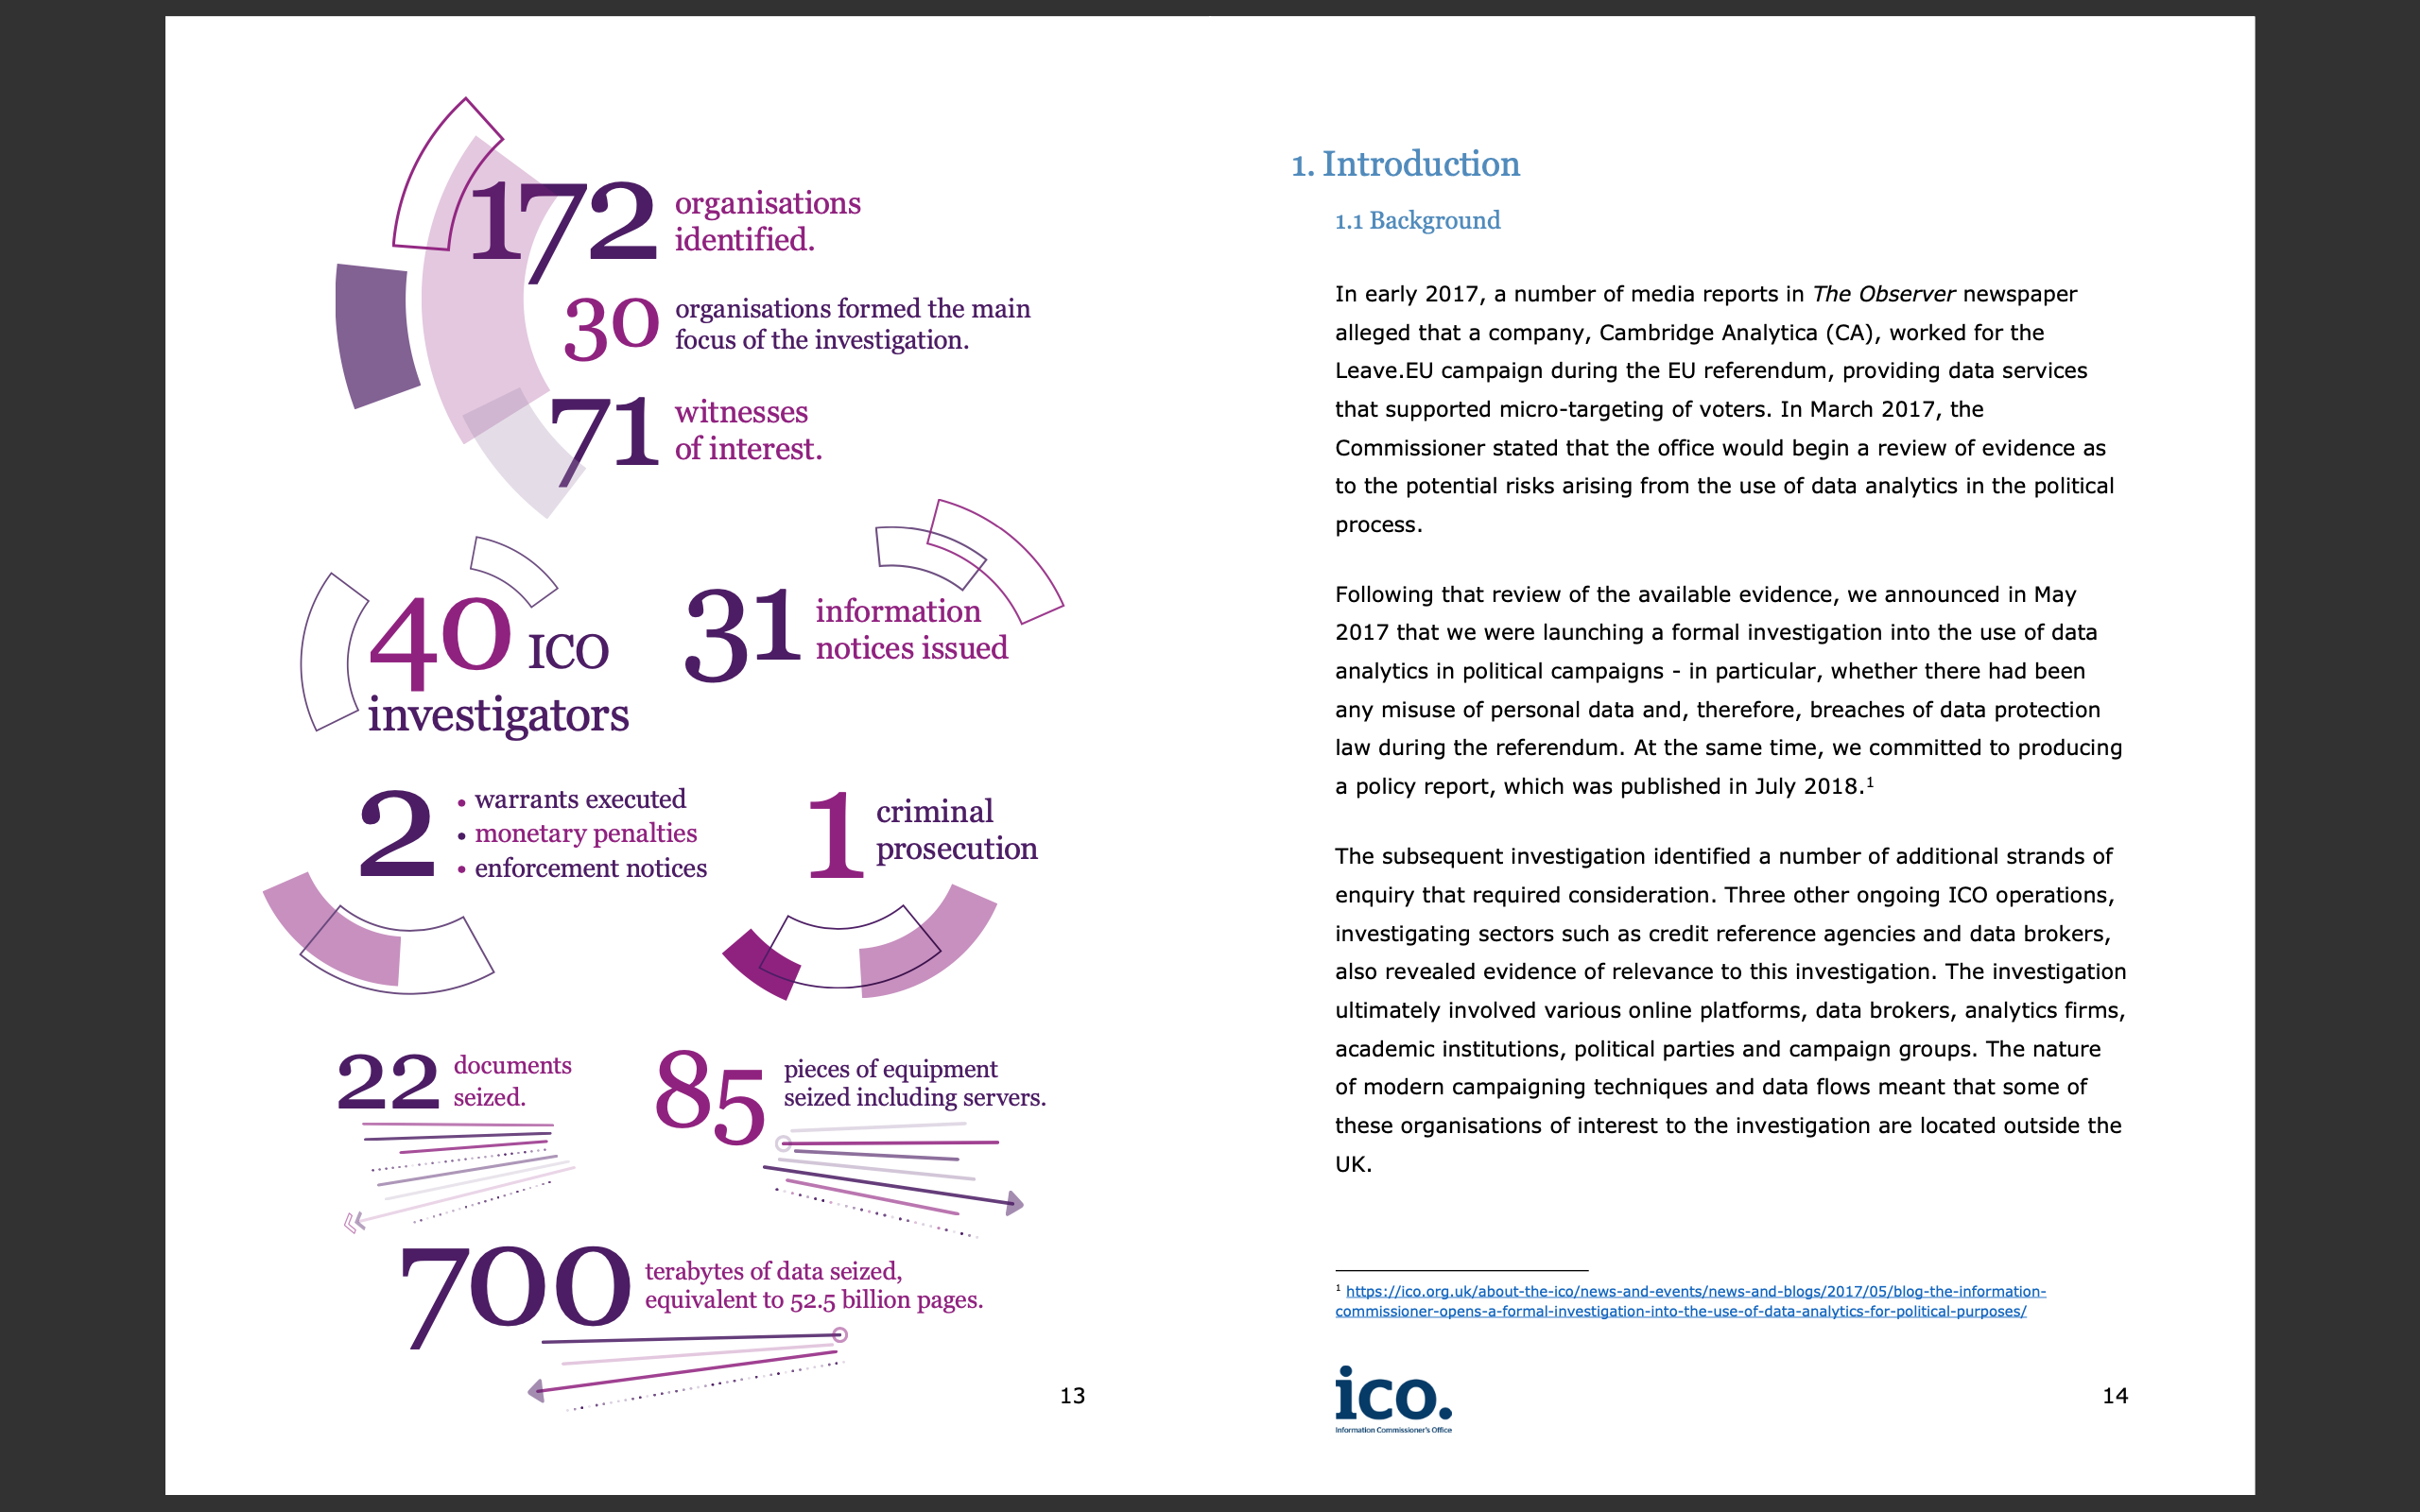 172 organisations
identified.
30 organisations formed the main
focus of the investigation.
71 witnesses
of interest.
40 ICO
investigators
31 information
notices issued
2 • warrants executed
• monetary penalties
• enforcement notices
1 criminal
prosecution
22 documents
seized.
85 pieces of equipment
seized including servers.
700 terabytes of data seized,
equivalent to 52.5 billion pages.
13
1. Introduction
1.1 Background
In early 2017, a number of media reports in The Observer newspaper
alleged that a company, Cambridge Analytica (CA), worked for the
Leave.EU campaign during the EU referendum, providing data services
that supported micro-targeting of voters. In March 2017, the
Commissioner stated that the office would begin a review of evidence as
to the potential risks arising from the use of data analytics in the political
process.
Following that review of the available evidence, we announced in May
2017 that we were launching a formal investigation into the use of data
analytics in political campaigns - in particular, whether there had been
any misuse of personal data and, therefore, breaches of data protection
law during the referendum. At the same time, we committed to producing
a policy report, which was published in July 2018.¹
The subsequent investigation identified a number of additional strands of
enquiry that required consideration. Three other ongoing ICO operations,
investigating sectors such as credit reference agencies and data brokers,
also revealed evidence of relevance to this investigation. The investigation
ultimately involved various online platforms, data brokers, analytics firms,
academic institutions, political parties and campaign groups. The nature
of modern campaigning techniques and data flows meant that some of
these organisations of interest to the investigation are located outside the
UK.
¹ https://ico.org.uk/about-the-ico/news-and-events/news-and-blogs/2017/05/blog-the-information-
commissioner-opens-a-formal-investigation-into-the-use-of-data-analytics-for-political-purposes/
ico.
Information Commissioner's Office
14